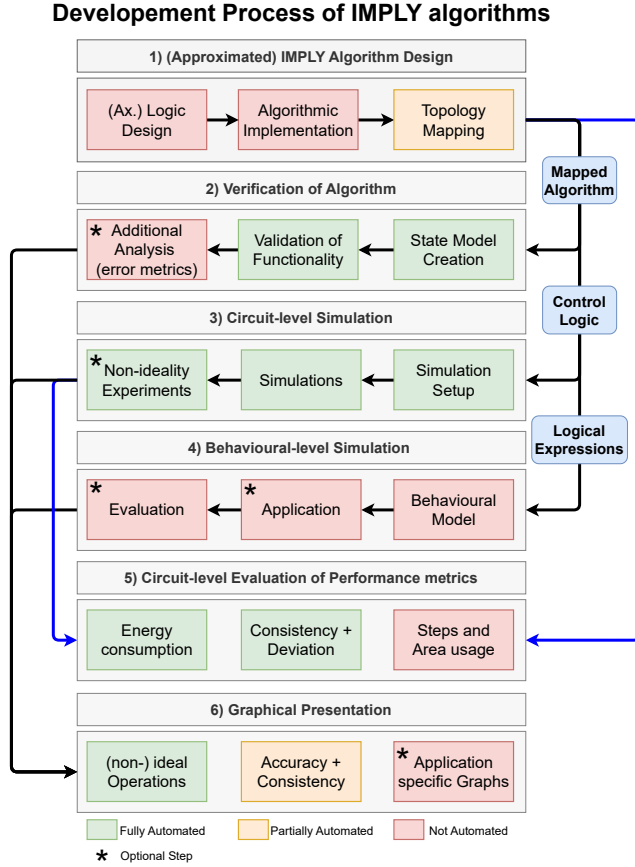 Developement Process of IMPLY algorithms
1) (Approximated) IMPLY Algorithm Design
(Ax.) Logic
Design
Algorithmic
Implementation
Topology
Mapping
Mapped
Algorithm
2) Verification of Algorithm
* Additional
Analysis
(error metrics)
Validation of
Functionality
State Model
Creation
Control
Logic
3) Circuit-level Simulation
* Non-ideality
Experiments
Simulations
Simulation
Setup
Logical
Expressions
4) Behavioural-level Simulation
* Evaluation
* Application
Behavioural
Model
5) Circuit-level Evaluation of Performance metrics
Energy
consumption
Consistency +
Deviation
Steps and
Area usage
6) Graphical Presentation
(non-) ideal
Operations
Accuracy +
Consistency
* Application
specific Graphs
Fully Automated
Partially Automated
Not Automated
* Optional Step